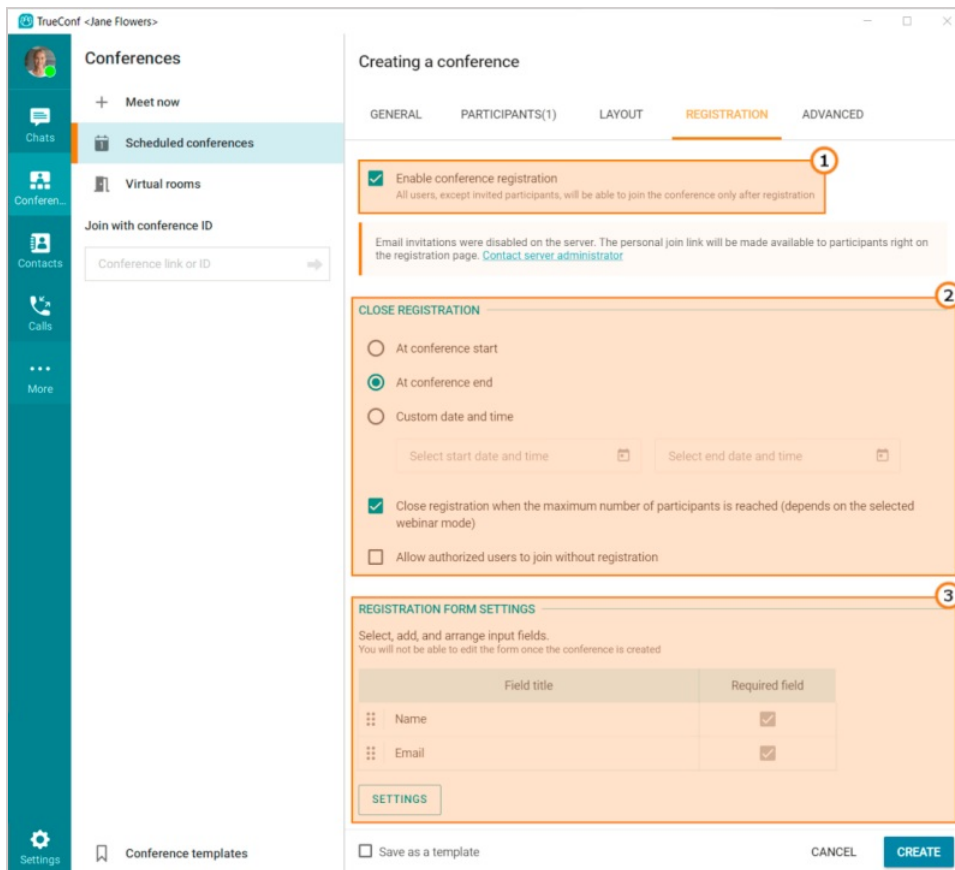 TrueConf <Jane Flowers>
Chats
Conferen...
Contacts
Calls
More
Settings
Conferences
Meet now
Scheduled conferences
Virtual rooms
Join with conference ID
Conference link or ID
Conference templates
Creating a conference
GENERAL PARTICIPANTS(1) LAYOUT REGISTRATION ADVANCED
1
Enable conference registration
All users, except invited participants, will be able to join the conference only after registration
Email invitations were disabled on the server. The personal join link will be made available to participants right on
the registration page. Contact server administrator
2
CLOSE REGISTRATION
At conference start
At conference end
Custom date and time
Select start date and time Select end date and time
Close registration when the maximum number of participants is reached (depends on the selected
webinar mode)
Allow authorized users to join without registration
3
REGISTRATION FORM SETTINGS
Select, add, and arrange input fields.
You will not be able to edit the form once the conference is created
Field title Required field
Name
Email
SETTINGS
Save as a template CANCEL CREATE